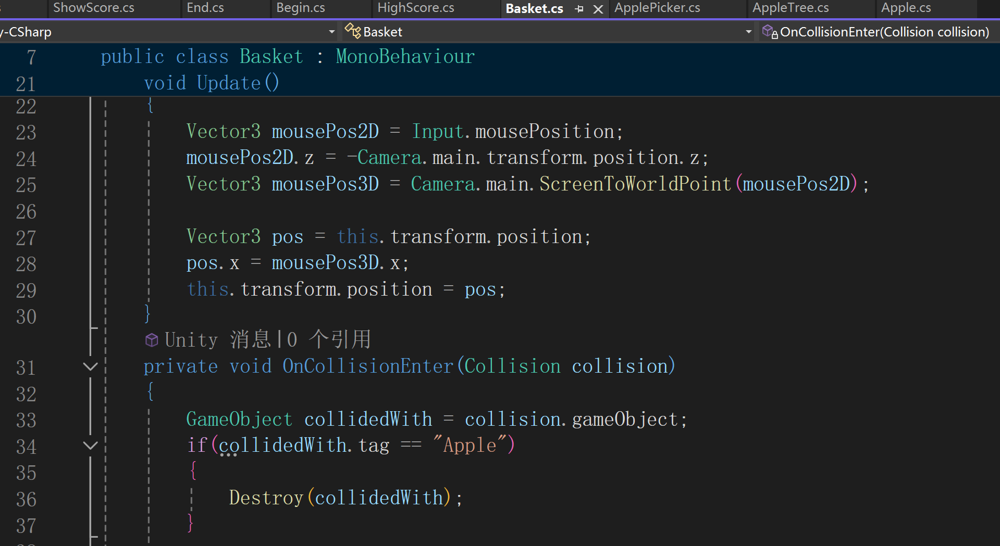 ShowScore.cs End.cs Begin.cs HighScore.cs Basket.cs ApplePicker.cs AppleTree.cs Apple.cs
y-CSharp Basket OnCollisionEnter(Collision collision)
7 public class Basket : MonoBehaviour
21 void Update()
22 {
23 Vector3 mousePos2D = Input.mousePosition;
24 mousePos2D.z = -Camera.main.transform.position.z;
25 Vector3 mousePos3D = Camera.main.ScreenToWorldPoint(mousePos2D);
26
27 Vector3 pos = this.transform.position;
28 pos.x = mousePos3D.x;
29 this.transform.position = pos;
30 }
Unity 消息|0 个引用
31 private void OnCollisionEnter(Collision collision)
32 {
33 GameObject collidedWith = collision.gameObject;
34 if(collidedWith.tag == "Apple")
35 {
36 Destroy(collidedWith);
37 }